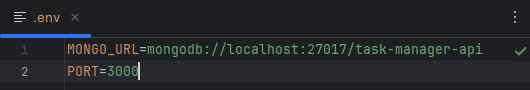 .env
1 MONGO_URL=mongodb://localhost:27017/task-manager-api
2 PORT=3000